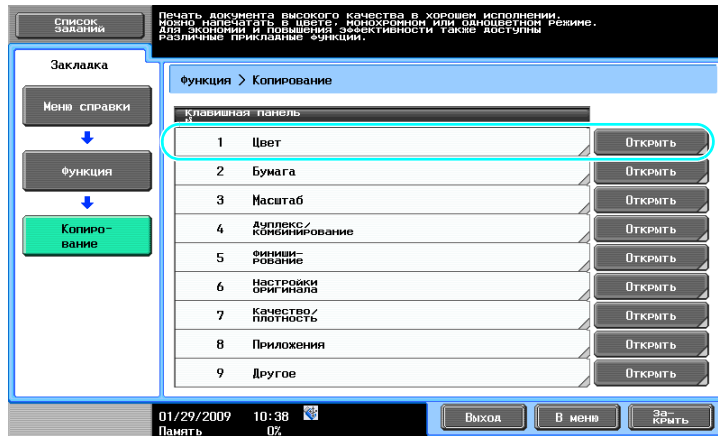 Список
заданий
Печать документа высокого качества в хорошем исполнении.
можно напечатать в цвете, монохромном или одноцветном режиме.
Для экономии и повышения эффективности также доступны
различные прикладные функции.
Закладка
Функция > Копирование
Меню справки
Функция
Копиро-
вание
Клавишная панель
1 Цвет Открыть
2 Бумага Открыть
3 Масштаб Открыть
4 Дуплекс/
комбинирование Открыть
5 Финиши-
рование Открыть
6 Настройки
оригинала Открыть
7 Качество/
плотность Открыть
8 Приложения Открыть
9 Другое Открыть
01/29/2009 10:38
Память 0%
Выход
В меню
За-
крыть